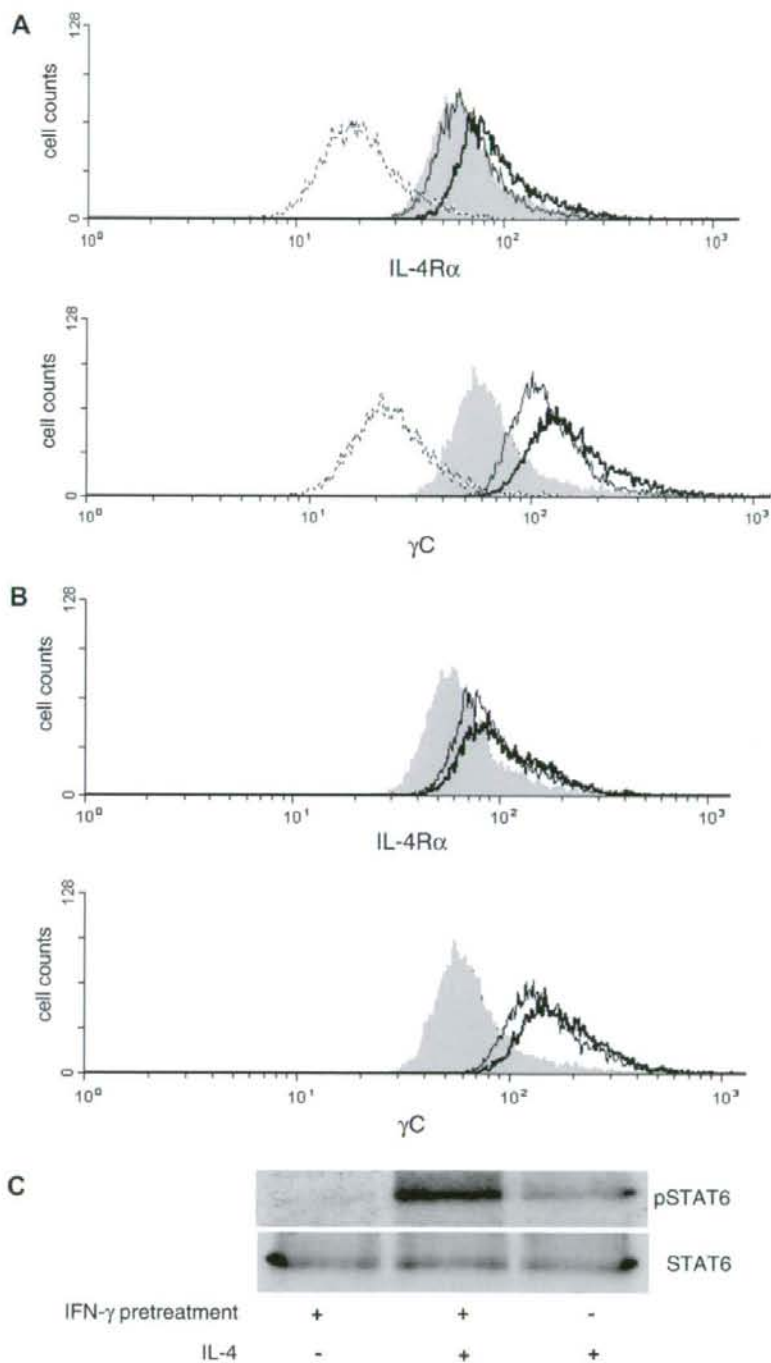 A
128
cell counts
0
10⁰ 10¹ 10² 10³
IL-4Rα
128
cell counts
0
10⁰ 10¹ 10² 10³
γC
B
128
cell counts
0
10⁰ 10¹ 10² 10³
IL-4Rα
128
cell counts
0
10⁰ 10¹ 10² 10³
γC
C
pSTAT6
STAT6
IFN-γ pretreatment + + -
IL-4 - + +